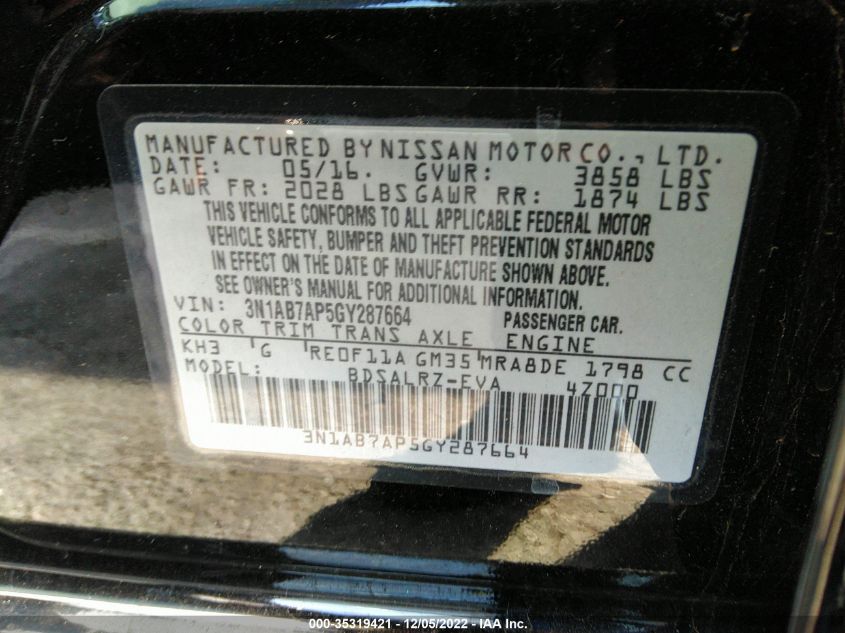 MANUFACTURED BY NISSAN MOTOR CO., LTD.
DATE: 05/16. GVWR: 3858 LBS
GAWR FR: 2028 LBS GAWR RR: 1874 LBS
THIS VEHICLE CONFORMS TO ALL APPLICABLE FEDERAL MOTOR
VEHICLE SAFETY, BUMPER AND THEFT PREVENTION STANDARDS
IN EFFECT ON THE DATE OF MANUFACTURE SHOWN ABOVE.
SEE OWNER'S MANUAL FOR ADDITIONAL INFORMATION.
VIN: 3N1AB7AP5GY287664 PASSENGER CAR.
COLOR TRIM TRANS AXLE ENGINE
KH3 G RE0F11A GM35 MRA8DE 1798 CC
MODEL: BDSALRZ-EVA 4Z000
3N1AB7AP5GY287664
000-35319421 - 12/05/2022 - IAA Inc.